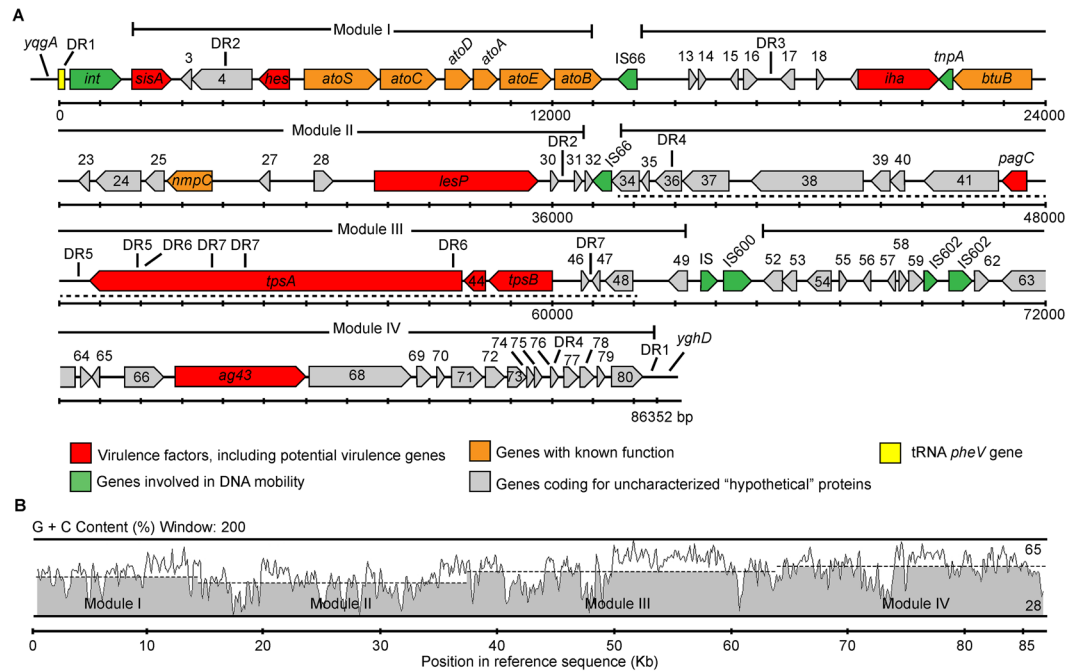 A
Module I
yqgA DR1 3 DR2 atoD atoA IS66 13 14 15 16 DR3 17 18 tnpA
int sisA 4 hes atoS atoC atoE atoB iha btuB
0 12000 24000
Module II
23 25 27 28 30 DR2 31 32 IS66 35 DR4 39 40 pagC
24 nmpC lesP 34 36 37 38 41
36000 48000
Module III
DR5 DR5 DR6 DR7 DR7 DR6 46 DR7 47 49 IS IS600 52 53 55 56 57 58 59 IS602 IS602 62
tpsA 44 tpsB 48 54 63
60000 72000
Module IV
64 65 69 70 72 74 75 76 DR4 77 78 79 DR1 yghD
66 ag43 68 71 73 80
86352 bp
Virulence factors, including potential virulence genes
Genes with known function
tRNA pheV gene
Genes involved in DNA mobility
Genes coding for uncharacterized “hypothetical” proteins
B
G + C Content (%) Window: 200
65
Module I Module II Module III Module IV 28
0 10 20 30 40 50 60 70 80 85
Position in reference sequence (Kb)